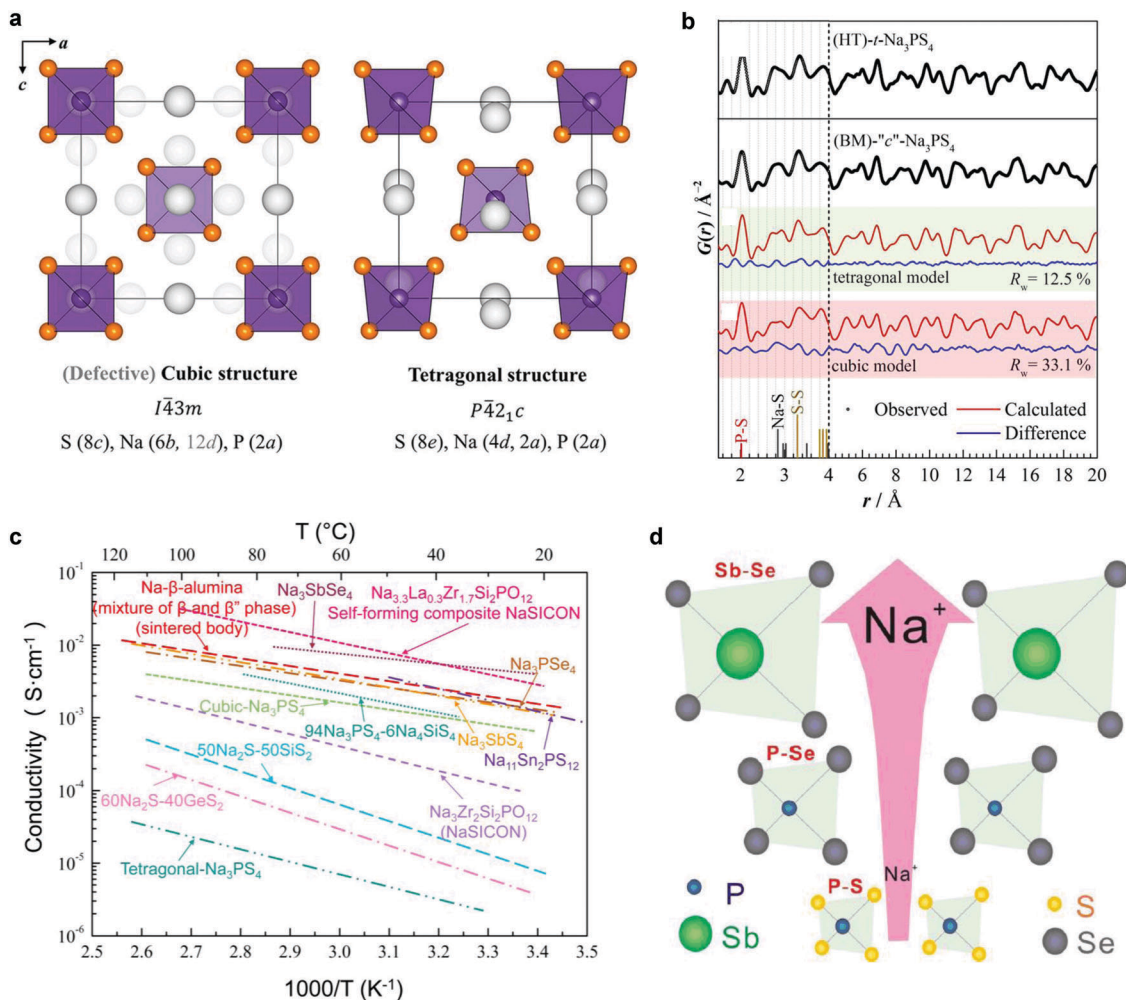 a
a
c
(Defective) Cubic structure
I4̅3m
S (8c), Na (6b, 12d), P (2a)
Tetragonal structure
P4̅2₁c
S (8e), Na (4d, 2a), P (2a)
b
(HT)-t-Na₃PS₄
(BM)-"c"-Na₃PS₄
tetragonal model
R_w = 12.5 %
cubic model
R_w = 33.1 %
G(r) / Å⁻²
P-S
Na-S
S-S
Observed
Calculated
Difference
2 3 4 6 8 10 12 14 16 18 20
r / Å
c
T (°C)
120 100 80 60 40 20
Conductivity ( S·cm⁻¹)
10⁻¹
10⁻²
10⁻³
10⁻⁴
10⁻⁵
10⁻⁶
Na-β-alumina
(mixture of β and β" phase)
(sintered body)
Na₃SbSe₄
Na₃.₃La₀.₃Zr₁.₇Si₂PO₁₂
Self-forming composite NaSICON
Na₃PSe₄
Cubic-Na₃PS₄
94Na₃PS₄-6Na₄SiS₄
Na₃SbS₄
Na₁₁Sn₂PS₁₂
50Na₂S-50SiS₂
60Na₂S-40GeS₂
Na₃Zr₂Si₂PO₁₂
(NaSICON)
Tetragonal-Na₃PS₄
2.5 2.6 2.7 2.8 2.9 3.0 3.1 3.2 3.3 3.4 3.5
1000/T (K⁻¹)
d
Sb-Se
Na⁺
P-Se
Na⁺
P-S
P
Sb
S
Se